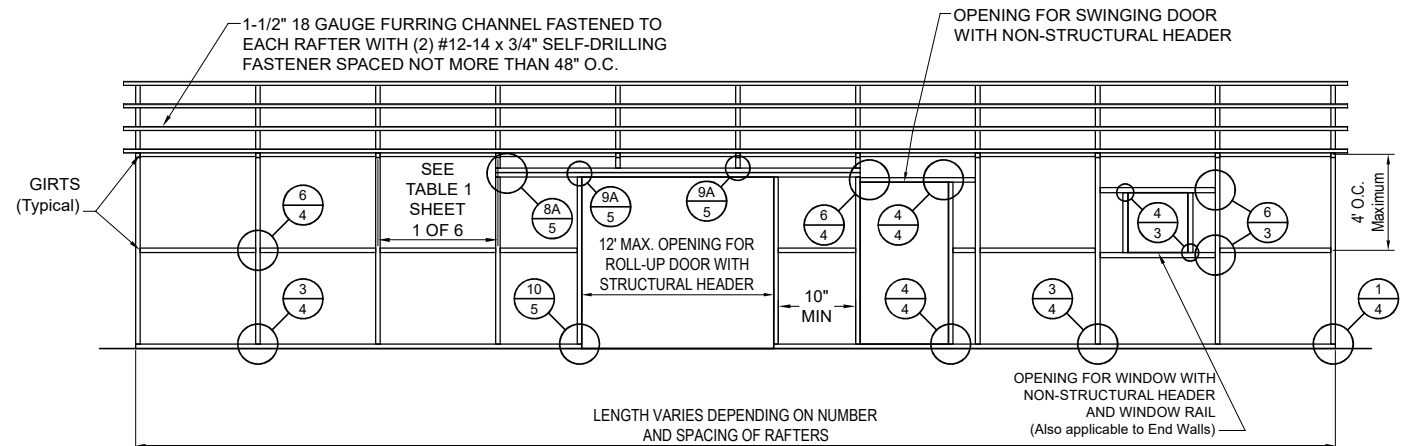 1-1/2" 18 GAUGE FURRING CHANNEL FASTENED TO
EACH RAFTER WITH (2) #12-14 x 3/4" SELF-DRILLING
FASTENER SPACED NOT MORE THAN 48" O.C.
OPENING FOR SWINGING DOOR
WITH NON-STRUCTURAL HEADER
GIRTS
(Typical)
6
4
SEE
TABLE 1
SHEET
1 OF 6
8A
5
9A
5
9A
5
6
4
4
4
4
3
6
3
4' O.C.
Maximum
12' MAX. OPENING FOR
ROLL-UP DOOR WITH
STRUCTURAL HEADER
3
4
10
5
10"
MIN
4
4
3
4
1
4
OPENING FOR WINDOW WITH
NON-STRUCTURAL HEADER
AND WINDOW RAIL
(Also applicable to End Walls)
LENGTH VARIES DEPENDING ON NUMBER
AND SPACING OF RAFTERS